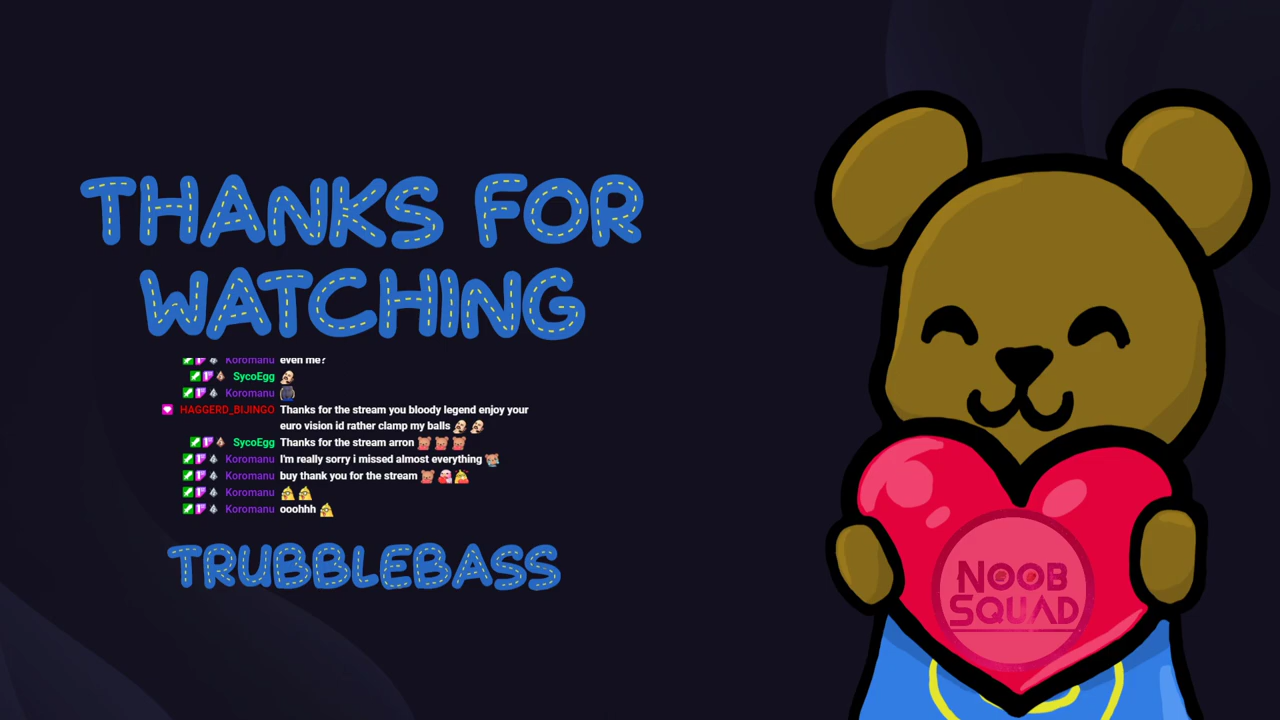 THANKS FOR
WATCHING
Koromanu even me?
SycoEgg
Koromanu
HAGGERD_BIJINGO Thanks for the stream you bloody legend enjoy your
euro vision id rather clamp my balls
SycoEgg Thanks for the stream arron
Koromanu I'm really sorry i missed almost everything
Koromanu buy thank you for the stream
Koromanu
Koromanu ooohhh
TRUBBLEBASS
NOOB
SQUAD